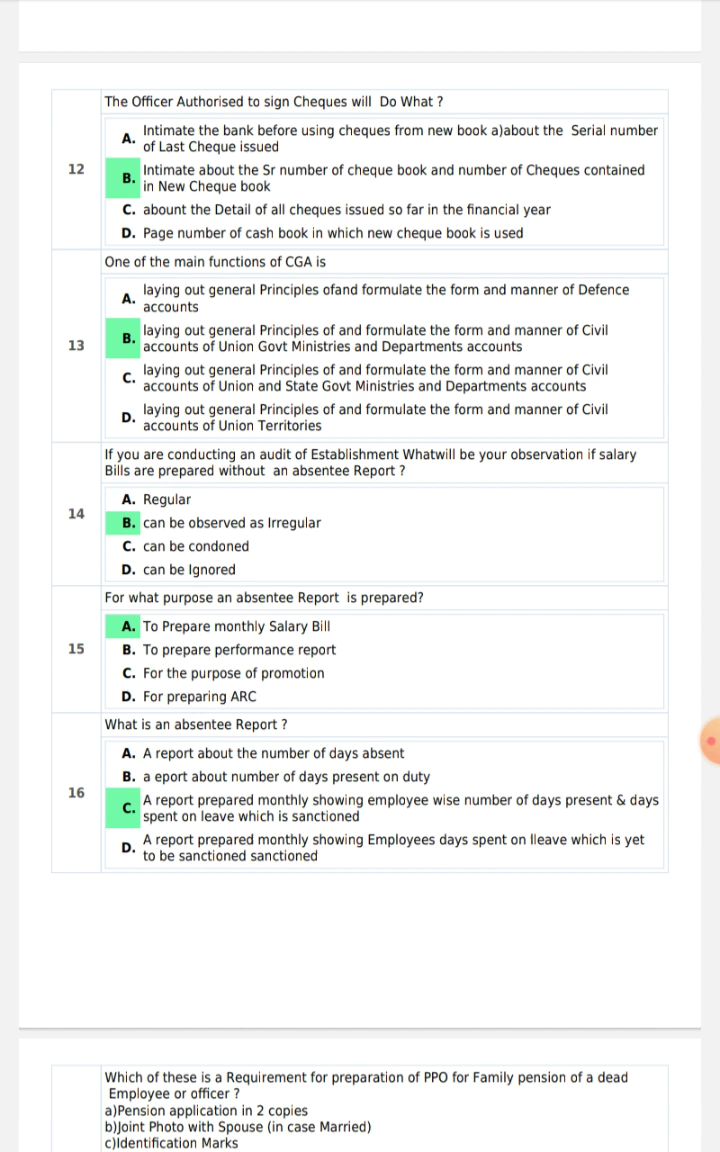 The Officer Authorised to sign Cheques will Do What ?
12
A. Intimate the bank before using cheques from new book a)about the Serial number
of Last Cheque issued
B. Intimate about the Sr number of cheque book and number of Cheques contained
in New Cheque book
C. abount the Detail of all cheques issued so far in the financial year
D. Page number of cash book in which new cheque book is used
One of the main functions of CGA is
13
A. laying out general Principles ofand formulate the form and manner of Defence
accounts
B. laying out general Principles of and formulate the form and manner of Civil
accounts of Union Govt Ministries and Departments accounts
C. laying out general Principles of and formulate the form and manner of Civil
accounts of Union and State Govt Ministries and Departments accounts
D. laying out general Principles of and formulate the form and manner of Civil
accounts of Union Territories
If you are conducting an audit of Establishment Whatwill be your observation if salary
Bills are prepared without an absentee Report ?
14
A. Regular
B. can be observed as Irregular
C. can be condoned
D. can be Ignored
For what purpose an absentee Report is prepared?
15
A. To Prepare monthly Salary Bill
B. To prepare performance report
C. For the purpose of promotion
D. For preparing ARC
What is an absentee Report ?
16
A. A report about the number of days absent
B. a eport about number of days present on duty
C. A report prepared monthly showing employee wise number of days present & days
spent on leave which is sanctioned
D. A report prepared monthly showing Employees days spent on lleave which is yet
to be sanctioned sanctioned
Which of these is a Requirement for preparation of PPO for Family pension of a dead
Employee or officer ?
a)Pension application in 2 copies
b)Joint Photo with Spouse (in case Married)
c)Identification Marks